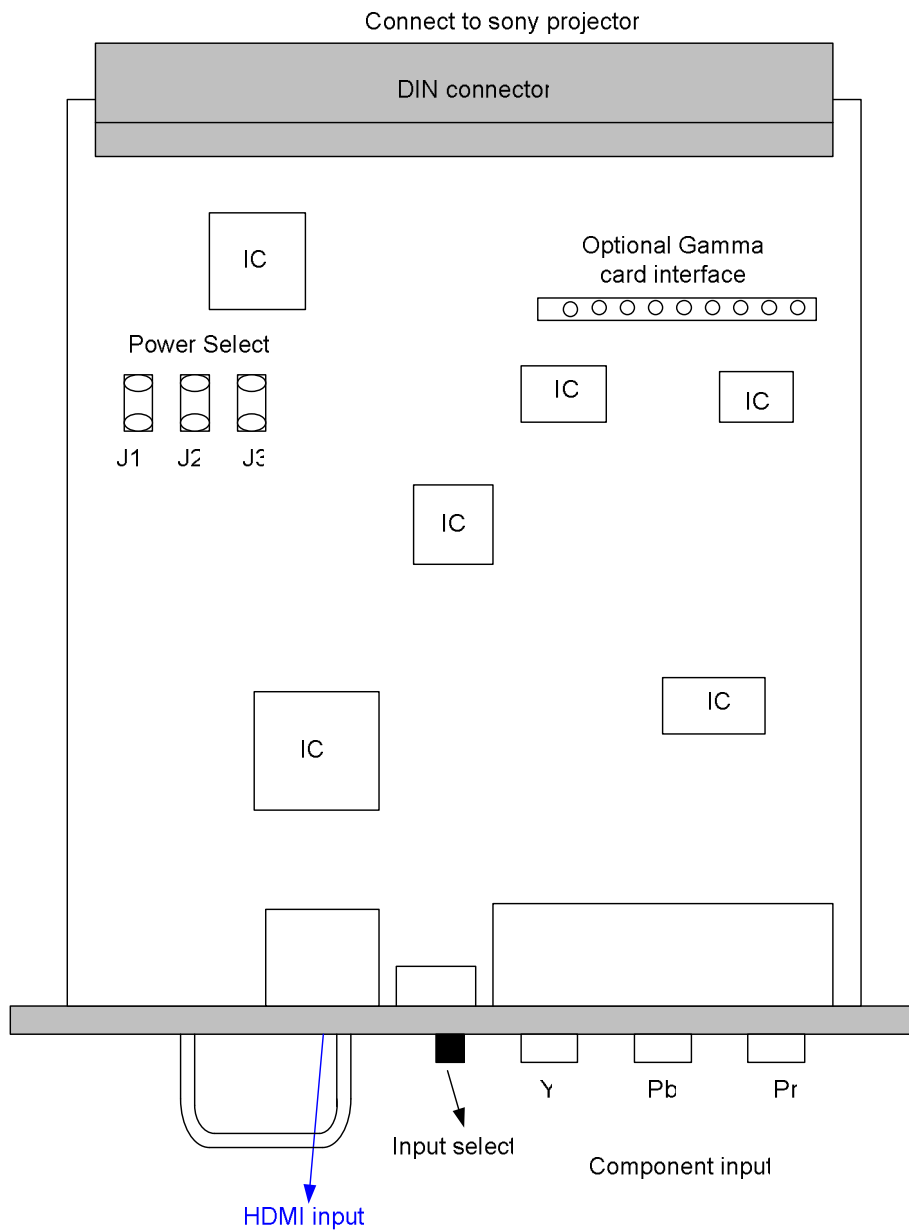 Connect to sony projector
DIN connector
IC
Optional Gamma
card interface
Power Select
IC
IC
J1
J2
J3
IC
IC
IC
Y
Pb
Pr
Input select
Component input
HDMI input